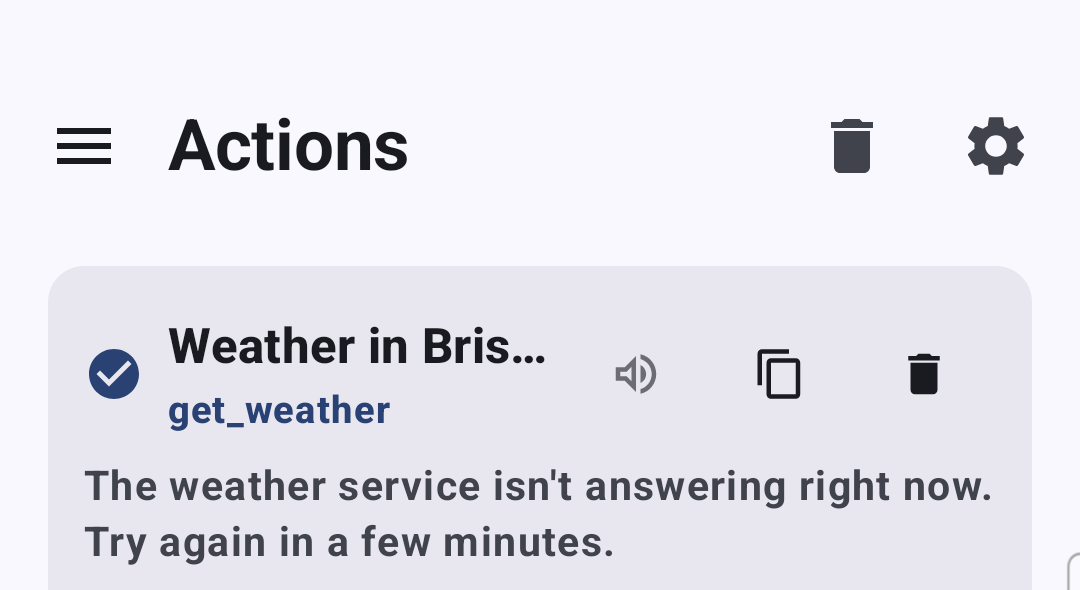 Actions
Weather in Bris…
get_weather
The weather service isn't answering right now.
Try again in a few minutes.